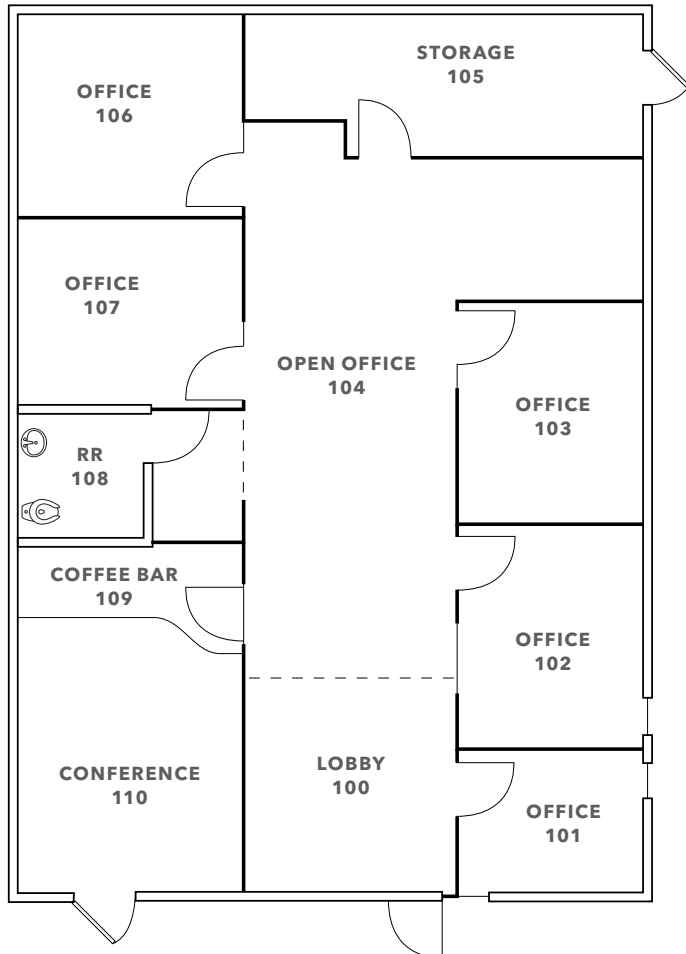 STORAGE
105
OFFICE
106
OFFICE
107
OPEN OFFICE
104
OFFICE
103
RR
108
COFFEE BAR
109
OFFICE
102
CONFERENCE
110
LOBBY
100
OFFICE
101